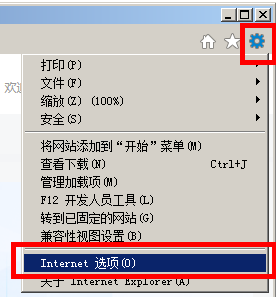 欢
打印(P)
文件(F)
缩放(Z) (100%)
安全(S)
将网站添加到“开始”菜单(M)
查看下载(N) Ctrl+J
管理加载项(M)
F12 开发人员工具(L)
转到已固定的网站(G)
兼容性视图设置(B)
Internet 选项(O)
关于 Internet Explorer(A)